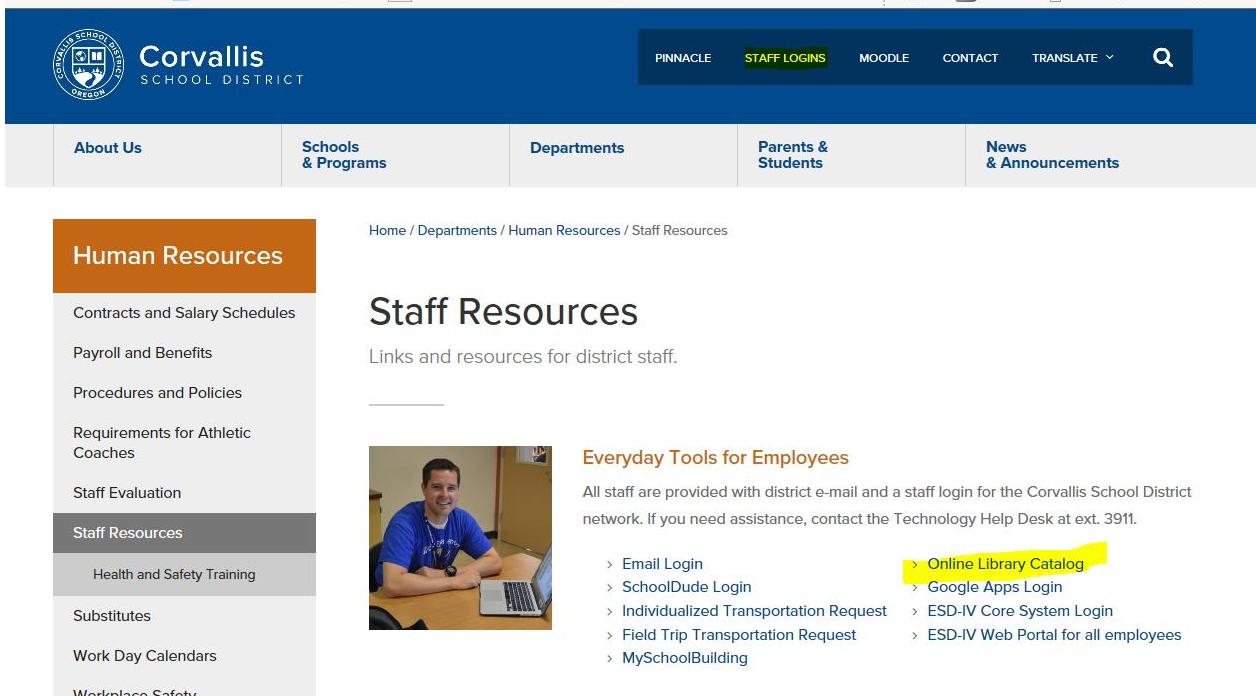 CORVALLIS SCHOOL DISTRICT
OREGON
Corvallis
SCHOOL DISTRICT
PINNACLE
STAFF LOGINS
MOODLE
CONTACT
TRANSLATE
About Us
Schools
& Programs
Departments
Parents &
Students
News
& Announcements
Human Resources
Contracts and Salary Schedules
Payroll and Benefits
Procedures and Policies
Requirements for Athletic
Coaches
Staff Evaluation
Staff Resources
Health and Safety Training
Substitutes
Work Day Calendars
Workplace Safety
Home / Departments / Human Resources / Staff Resources
Staff Resources
Links and resources for district staff.
Everyday Tools for Employees
All staff are provided with district e-mail and a staff login for the Corvallis School District
network. If you need assistance, contact the Technology Help Desk at ext. 3911.
› Email Login
› SchoolDude Login
› Individualized Transportation Request
› Field Trip Transportation Request
› MySchoolBuilding
› Online Library Catalog
› Google Apps Login
› ESD-IV Core System Login
› ESD-IV Web Portal for all employees